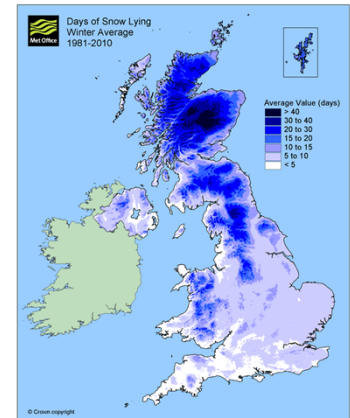 Met Office
Days of Snow Lying
Winter Average
1981-2010
Average Value (days)
> 40
30 to 40
20 to 30
15 to 20
10 to 15
5 to 10
< 5
© Crown copyright